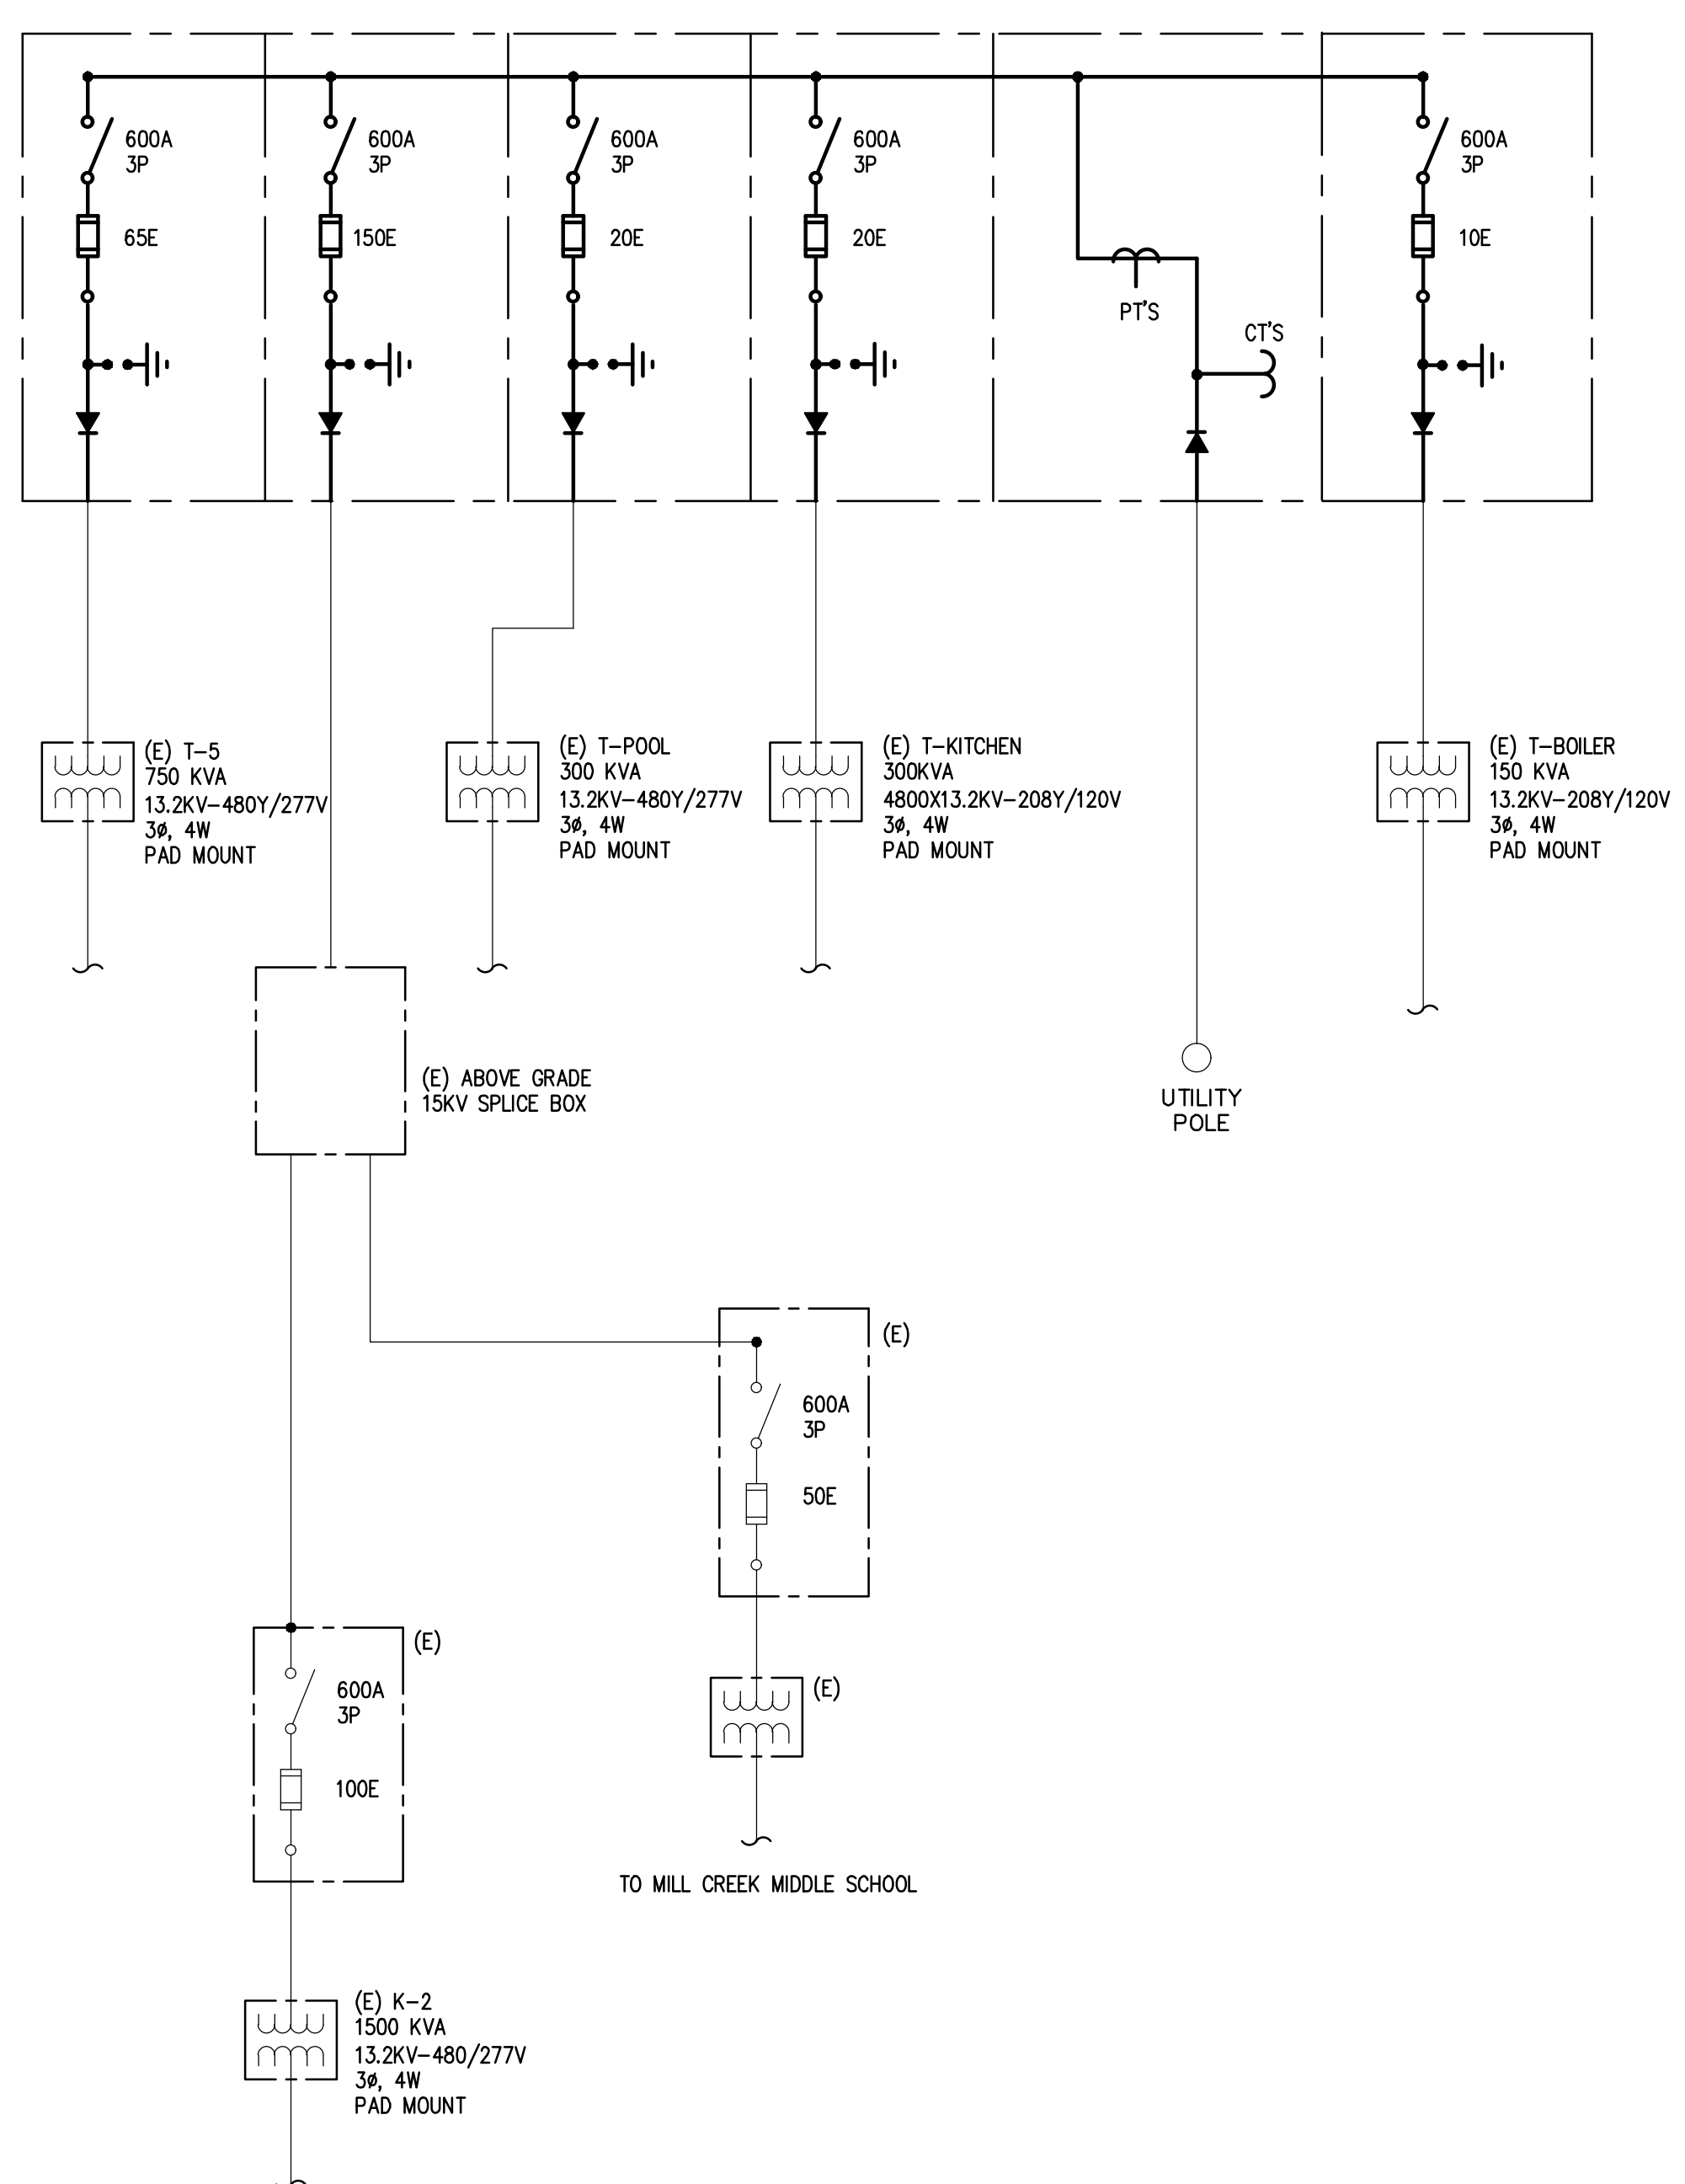 600A
3P
65E
600A
3P
150E
600A
3P
20E
600A
3P
20E
PT'S
CT'S
600A
3P
10E
(E) T-5
750 KVA
13.2KV-480Y/277V
3ø, 4W
PAD MOUNT
(E) T-POOL
300 KVA
13.2KV-480Y/277V
3ø, 4W
PAD MOUNT
(E) T-KITCHEN
300KVA
4800X13.2KV-208Y/120V
3ø, 4W
PAD MOUNT
(E) T-BOILER
150 KVA
13.2KV-208Y/120V
3ø, 4W
PAD MOUNT
(E) ABOVE GRADE
15KV SPLICE BOX
UTILITY
POLE
(E)
600A
3P
50E
(E)
600A
3P
100E
(E)
TO MILL CREEK MIDDLE SCHOOL
(E) K-2
1500 KVA
13.2KV-480/277V
3ø, 4W
PAD MOUNT